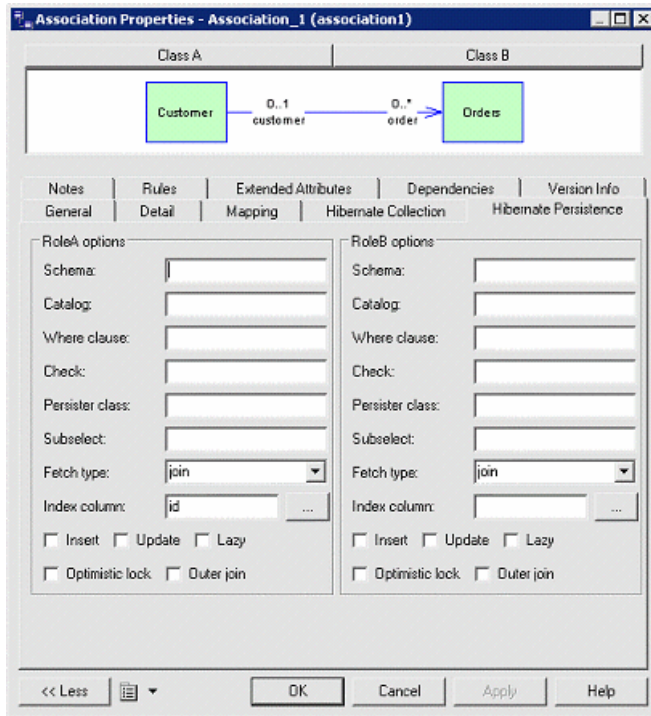 Association Properties - Association_1 (association1)
Class A Class B
Customer 0..1 customer 0..* order Orders
Notes Rules Extended Attributes Dependencies Version Info
General Detail Mapping Hibernate Collection Hibernate Persistence
RoleA options RoleB options
Schema: Schema:
Catalog: Catalog:
Where clause: Where clause:
Check: Check:
Persister class: Persister class:
Subselect: Subselect:
Fetch type: join Fetch type: join
Index column: id ... Index column: ...
Insert Update Lazy Insert Update Lazy
Optimistic lock Outer join Optimistic lock Outer join
<< Less OK Cancel Apply Help